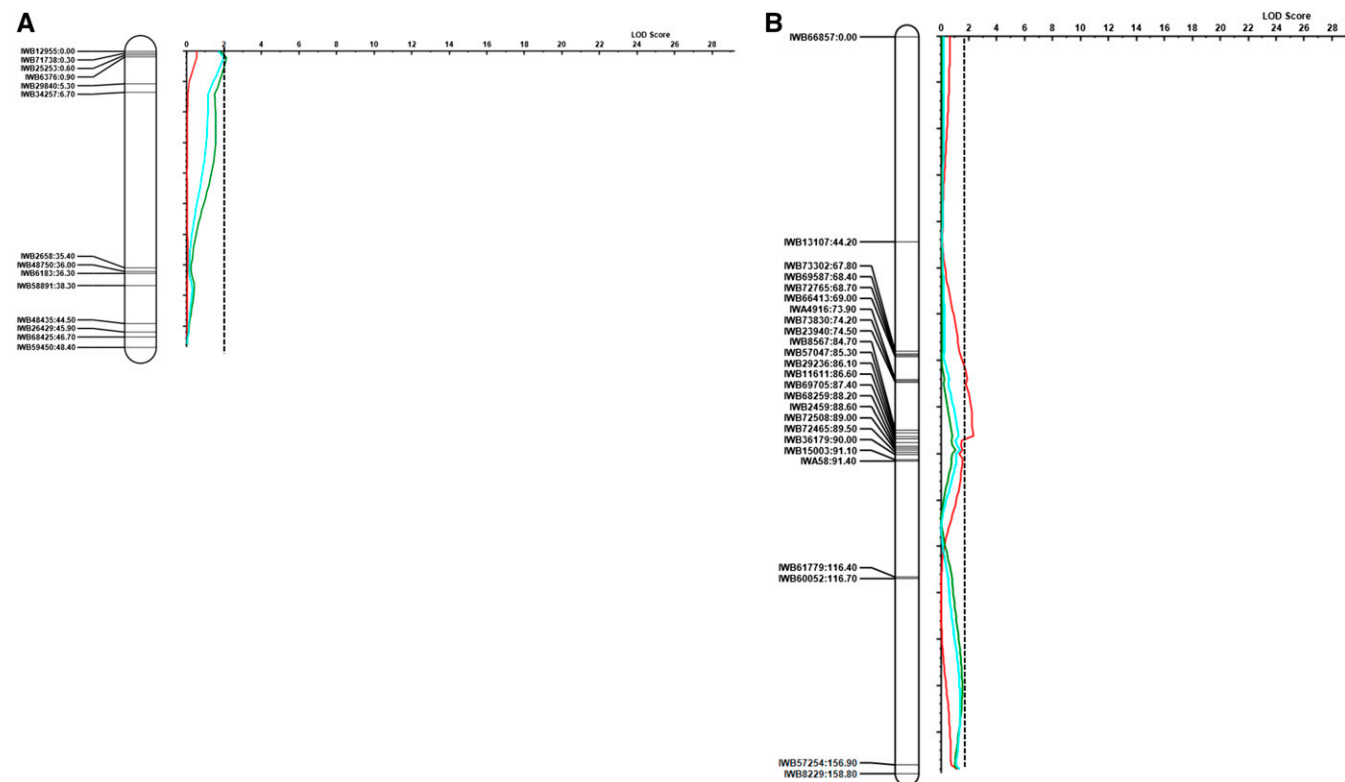 A
LOD Score
0 2 4 6 8 10 12 14 16 18 20 22 24 26 28
IWB12955:0.00
IWB71738:0.30
IWB25253:0.60
IWB6376:0.90
IWB29840:5.30
IWB34257:6.70
IWB2658:35.40
IWB48750:36.00
IWB6183:36.30
IWB58891:38.30
IWB48435:44.50
IWB26429:45.90
IWB68425:46.70
IWB59450:48.40
B
LOD Score
0 2 4 6 8 10 12 14 16 18 20 22 24 26 28
IWB66857:0.00
IWB13107:44.20
IWB73302:67.80
IWB69587:68.40
IWB72765:68.70
IWB66413:69.00
IWA4916:73.90
IWB73830:74.20
IWB23940:74.50
IWB8567:84.70
IWB57047:85.30
IWB29236:86.10
IWB11611:86.60
IWB69705:87.40
IWB68259:88.20
IWB2459:88.60
IWB72508:89.00
IWB72465:89.50
IWB36179:90.00
IWB15003:91.10
IWA58:91.40
IWB61779:116.40
IWB60052:116.70
IWB57254:156.90
IWB8229:158.80